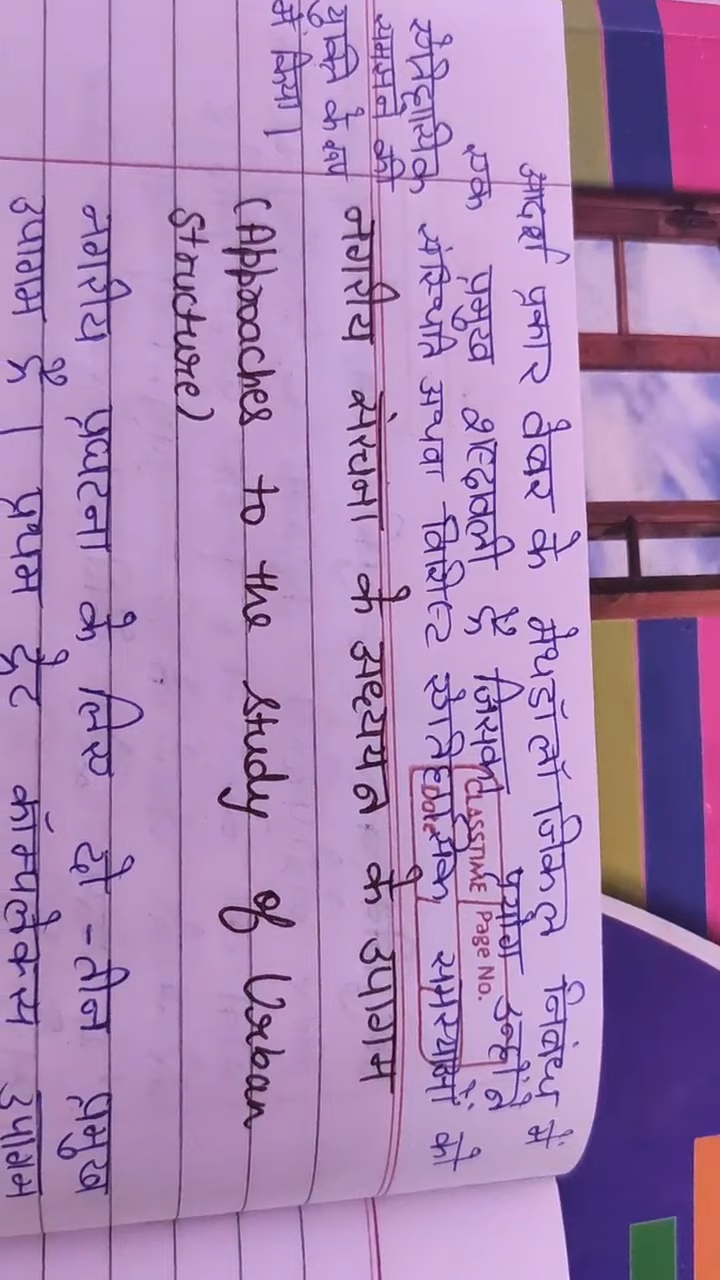 आदर्श प्रकार वेबर के मेथडॉलॉजिकल निबंध में
एक प्रमुख शब्दावली है जिसका प्रयोग उन्होंने
ऐतिहासिक संस्थिति अथवा विशिष्ट ऐतिहासिक समस्याओं को
समझने की
युक्ति के रूप
में किया।
CLASSTIME Page No.
Date
नगरीय संरचना के अध्ययन के उपागम
(Approaches to the study of Urban
Structure)
नगरीय प्रघटना के लिए दो-तीन प्रमुख
उपागम हैं। प्रथम ट्रेट कॉम्पलेक्स उपागम